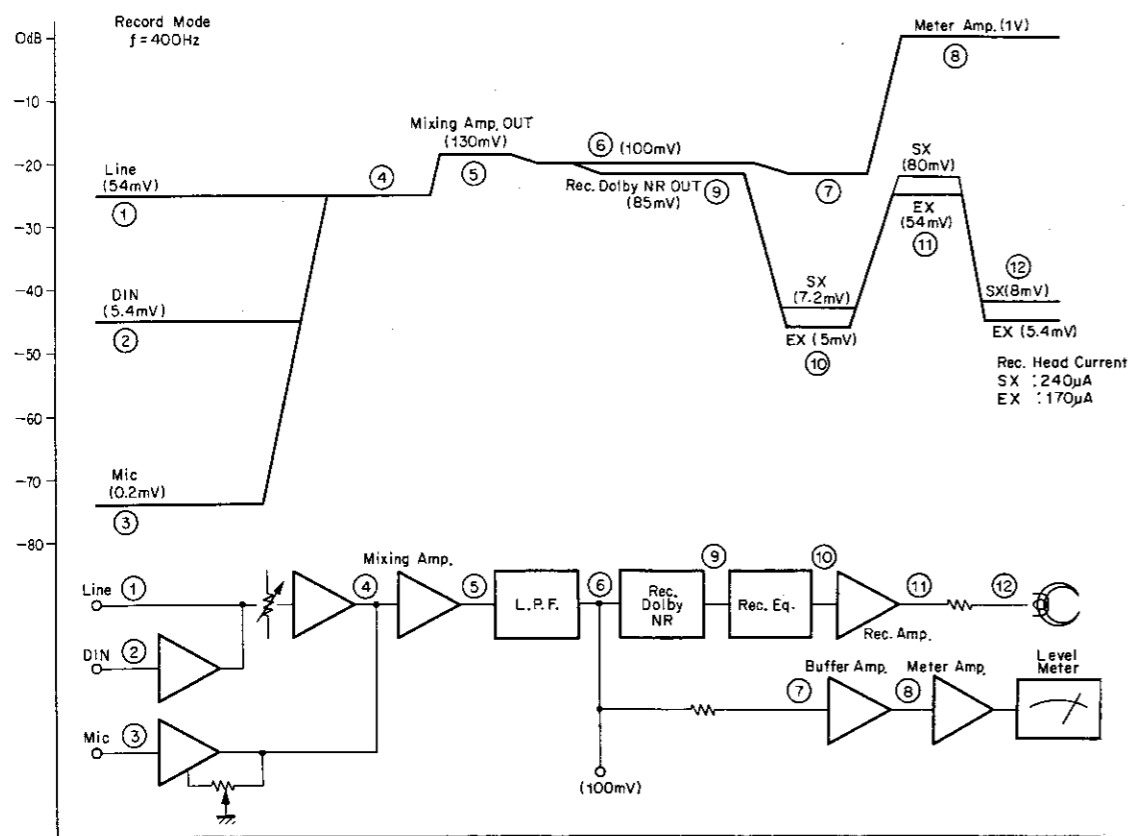 Record Mode
f=400Hz
0dB
-10
-20
-30
-40
-50
-60
-70
-80
Meter Amp. (1V)
⑧
Mixing Amp. OUT
(130mV)
⑤
⑥ (100mV)
Rec. Dolby NR OUT
(85mV)
⑨
⑦
SX
(80mV)
EX
(54mV)
⑪
Line
(54mV)
①
④
DIN
(5.4mV)
②
SX
(7.2mV)
EX (5mV)
⑩
⑫
SX(8mV)
EX (5.4mV)
Rec. Head Current
SX :240μA
EX :170μA
Mic
(0.2mV)
③
Line ①
④
Mixing Amp.
⑤
L.P.F.
⑥
Rec.
Dolby
NR
⑨
Rec. Eq.
⑩
Rec. Amp.
⑪
⑫
DIN ②
Buffer Amp.
⑦
Meter Amp.
⑧
Level
Meter
Mic ③
(100mV)